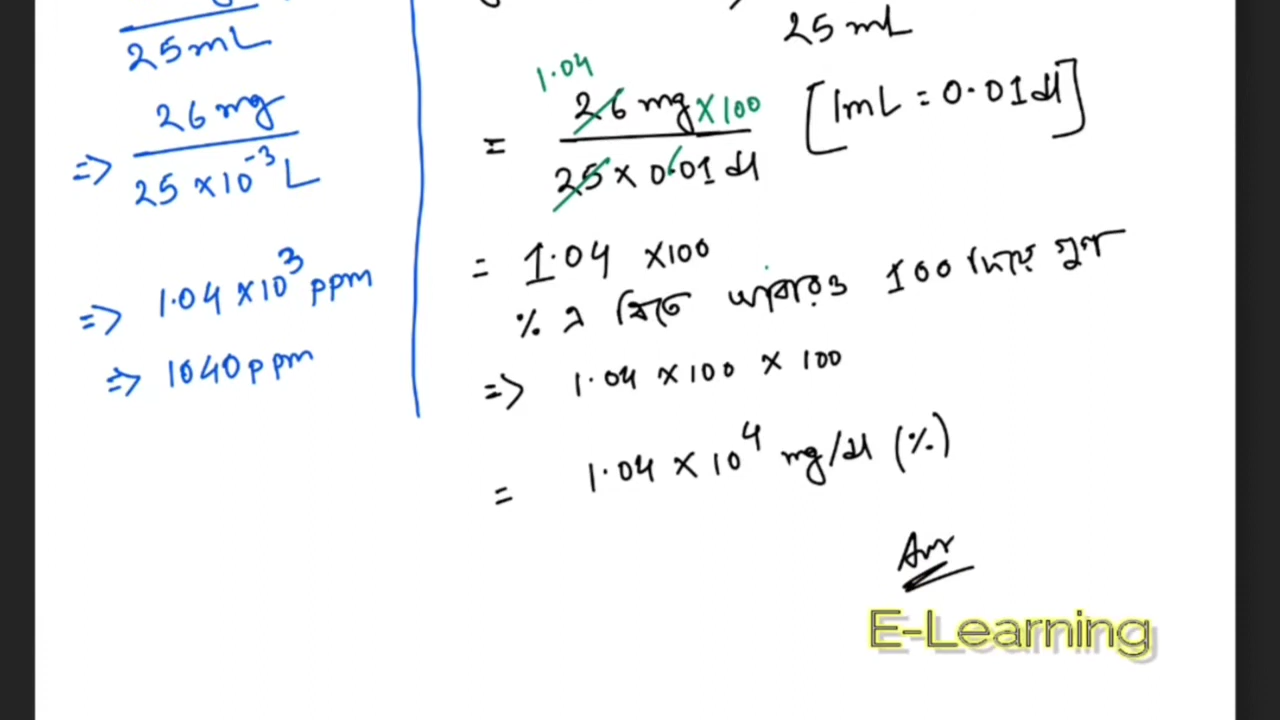 25 mL
=> 26 mg / 25 × 10⁻³ L
=> 1.04 × 10³ ppm
=> 1040 ppm
25 mL
1.04
= 26 mg × 100 / 25 × 0.01 dl [1mL = 0.01 dl]
= 1.04 ×100
% এ নিতে আবারও 100 দিয়ে গুণ
=> 1.04 × 100 × 100
= 1.04 × 10⁴ mg/dl (%)
Ans
E-Learning